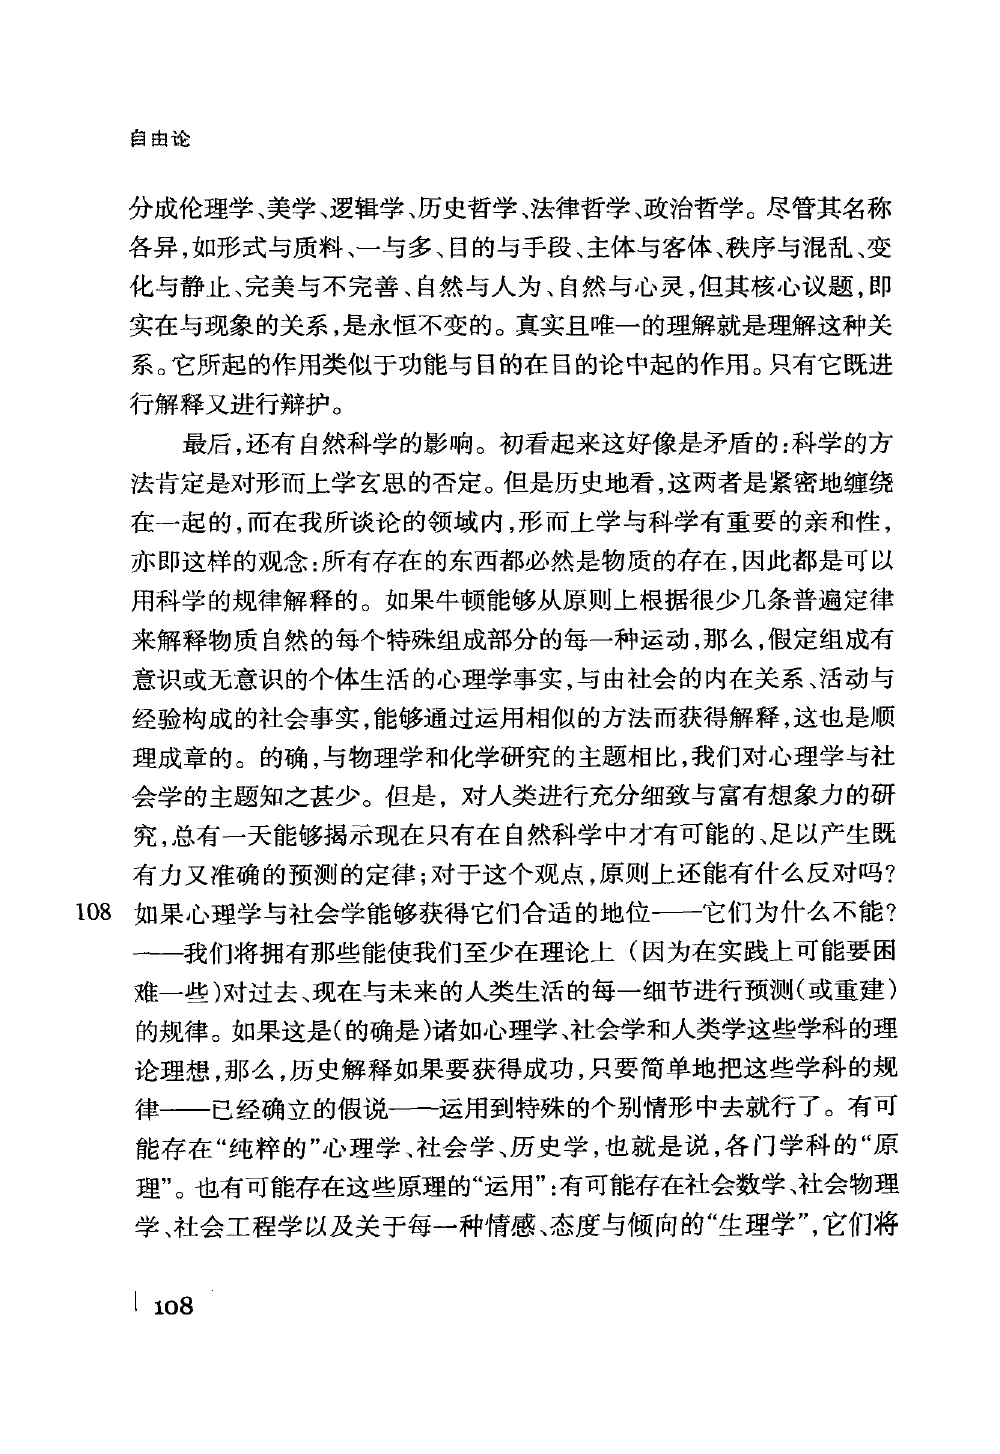 自由论
分成伦理学、美学、逻辑学、历史哲学、法律哲学、政治哲学。尽管其名称
各异，如形式与质料、一与多、目的与手段、主体与客体、秩序与混乱、变
化与静止、完美与不完善、自然与人为、自然与心灵，但其核心议题，即
实在与现象的关系，是永恒不变的。真实且唯一的理解就是理解这种关
系。它所起的作用类似于功能与目的在目的论中起的作用。只有它既进
行解释又进行辩护。
最后，还有自然科学的影响。初看起来这好像是矛盾的：科学的方
法肯定是对形而上学玄思的否定。但是历史地看，这两者是紧密地缠绕
在一起的，而在我所谈论的领域内，形而上学与科学有重要的亲和性，
亦即这样的观念：所有存在的东西都必然是物质的存在，因此都是可以
用科学的规律解释的。如果牛顿能够从原则上根据很少几条普遍定律
来解释物质自然的每个特殊组成部分的每一种运动，那么，假定组成有
意识或无意识的个体生活的心理学事实，与由社会的内在关系、活动与
经验构成的社会事实，能够通过运用相似的方法而获得解释，这也是顺
理成章的。的确，与物理学和化学研究的主题相比，我们对心理学与社
会学的主题知之甚少。但是，对人类进行充分细致与富有想象力的研
究，总有一天能够揭示现在只有在自然科学中才有可能的、足以产生既
有力又准确的预测的定律；对于这个观点，原则上还能有什么反对吗？
108 如果心理学与社会学能够获得它们合适的地位——它们为什么不能？
——我们将拥有那些能使我们至少在理论上（因为在实践上可能要困
难一些）对过去、现在与未来的人类生活的每一细节进行预测（或重建）
的规律。如果这是（的确是）诸如心理学、社会学和人类学这些学科的理
论理想，那么，历史解释如果要获得成功，只要简单地把这些学科的规
律——已经确立的假说——运用到特殊的个别情形中去就行了。有可
能存在“纯粹的”心理学、社会学、历史学，也就是说，各门学科的“原
理”。也有可能存在这些原理的“运用”：有可能存在社会数学、社会物理
学、社会工程学以及关于每一种情感、态度与倾向的“生理学”，它们将
108